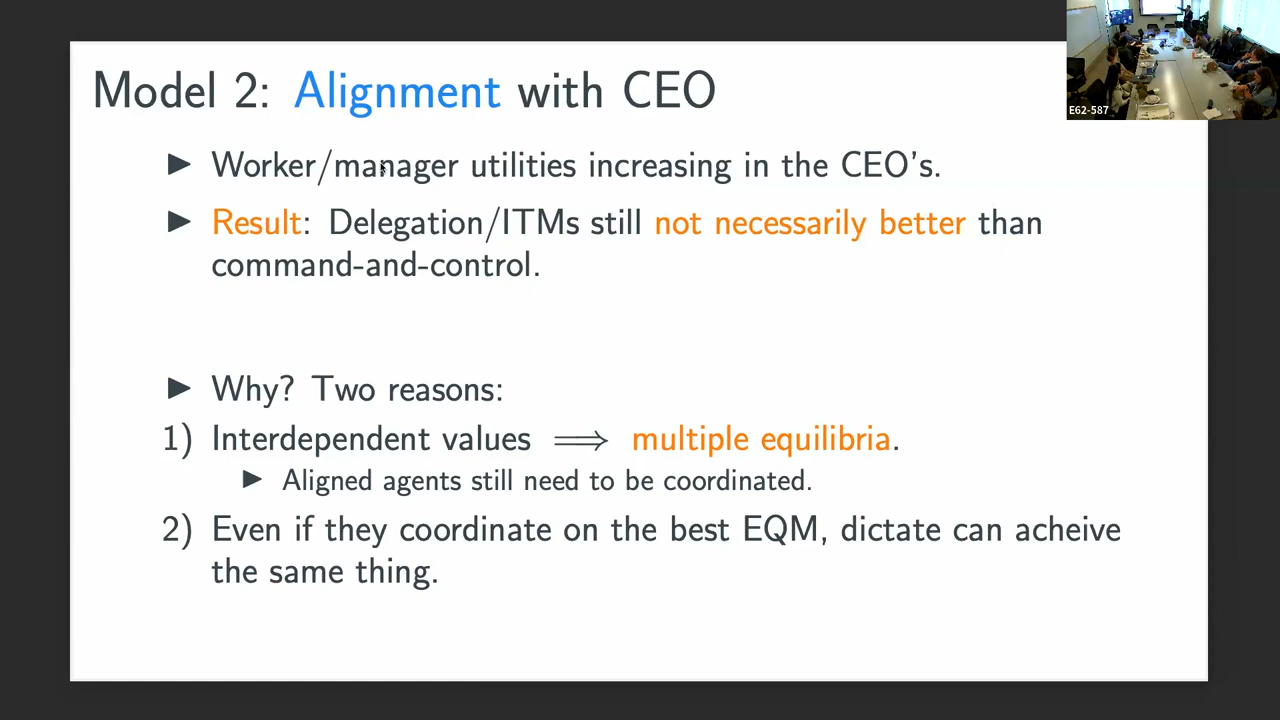 Model 2: Alignment with CEO
E62-587
▶ Worker/manager utilities increasing in the CEO's.
▶ Result: Delegation/ITMs still not necessarily better than
command-and-control.
▶ Why? Two reasons:
1) Interdependent values ⟹ multiple equilibria.
▶ Aligned agents still need to be coordinated.
2) Even if they coordinate on the best EQM, dictate can acheive
the same thing.